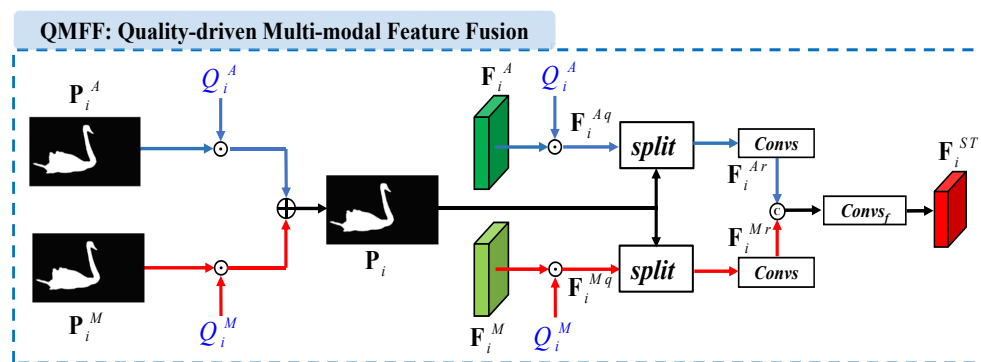 QMFF: Quality-driven Multi-modal Feature Fusion
P_i^A
Q_i^A
F_i^A
Q_i^A
F_i^{Aq}
split
Convs
F_i^{Ar}
F_i^{ST}
P_i
C
Convs_f
F_i^{Mr}
P_i^M
Q_i^M
F_i^M
Q_i^M
F_i^{Mq}
split
Convs